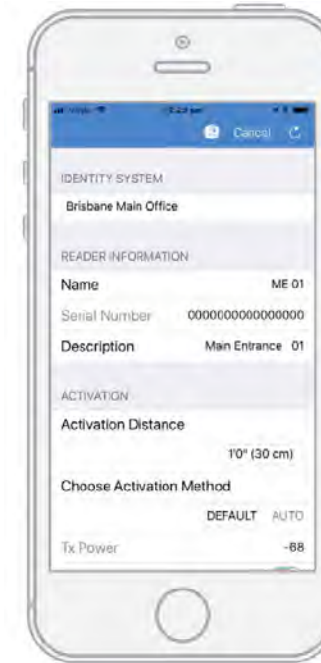 Cancel
IDENTITY SYSTEM
Brisbane Main Office
READER INFORMATION
Name ME 01
Serial Number 0000000000000000
Description Main Entrance 01
ACTIVATION
Activation Distance
1'0" (30 cm)
Choose Activation Method
DEFAULT AUTO
Tx Power -68